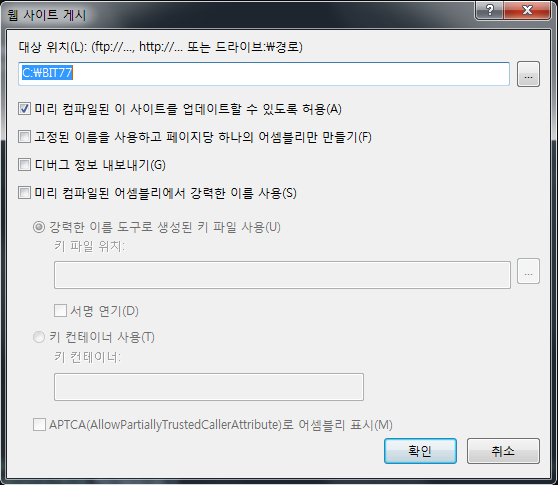 웹 사이트 게시
대상 위치(L): (ftp://..., http://... 또는 드라이브:₩경로)
C:₩BIT77
...
미리 컴파일된 이 사이트를 업데이트할 수 있도록 허용(A)
고정된 이름을 사용하고 페이지당 하나의 어셈블리만 만들기(F)
디버그 정보 내보내기(G)
미리 컴파일된 어셈블리에서 강력한 이름 사용(S)
강력한 이름 도구로 생성된 키 파일 사용(U)
키 파일 위치:
...
서명 연기(D)
키 컨테이너 사용(T)
키 컨테이너:
APTCA(AllowPartiallyTrustedCallerAttribute)로 어셈블리 표시(M)
확인 취소